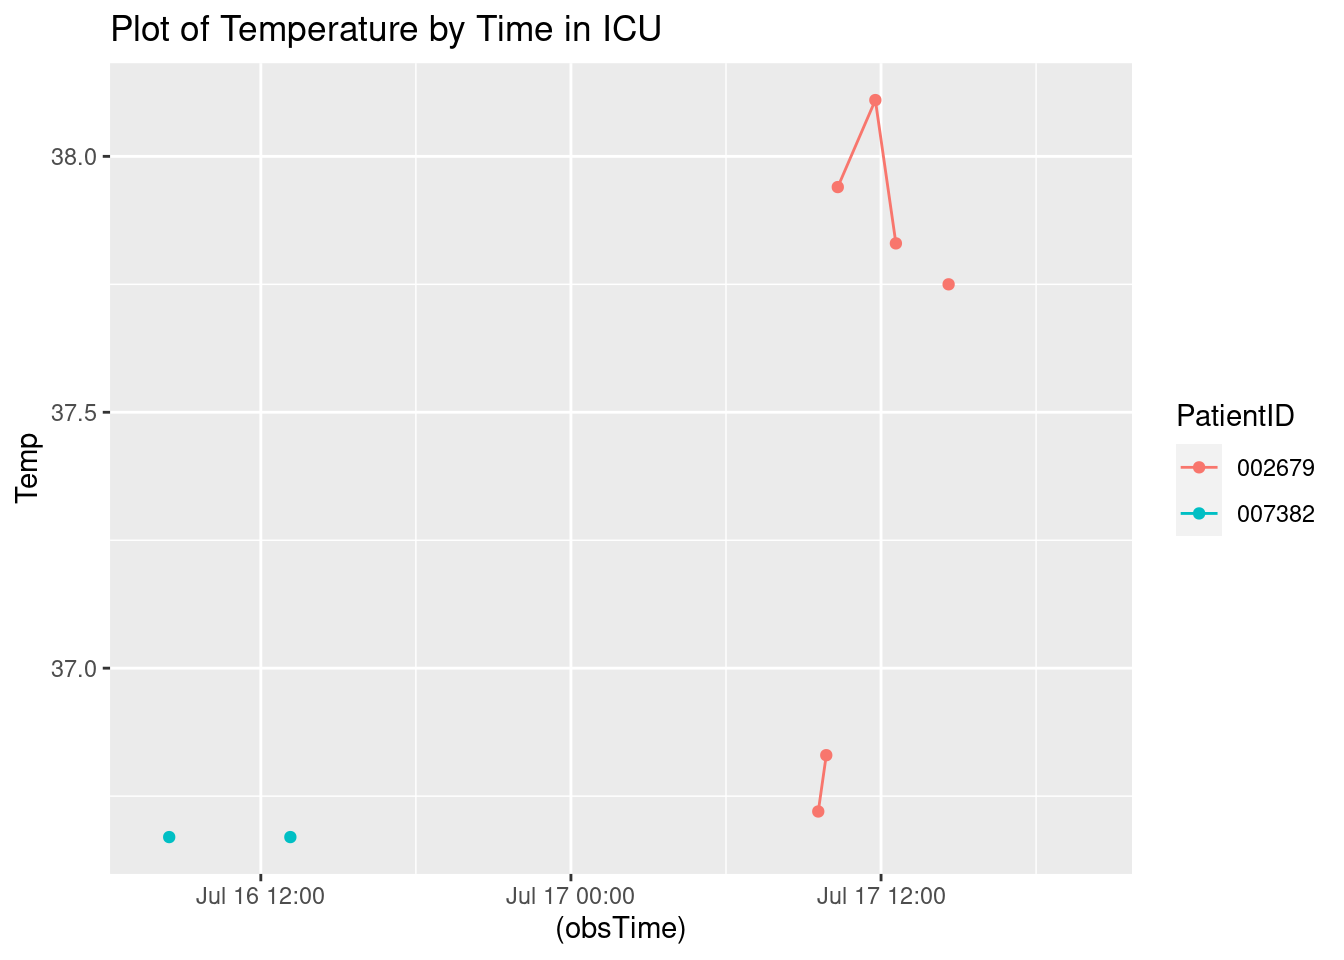 Plot of Temperature by Time in ICU
38.0
37.5
37.0
Temp
Jul 16 12:00
Jul 17 00:00
Jul 17 12:00
(obsTime)
PatientID
002679
007382